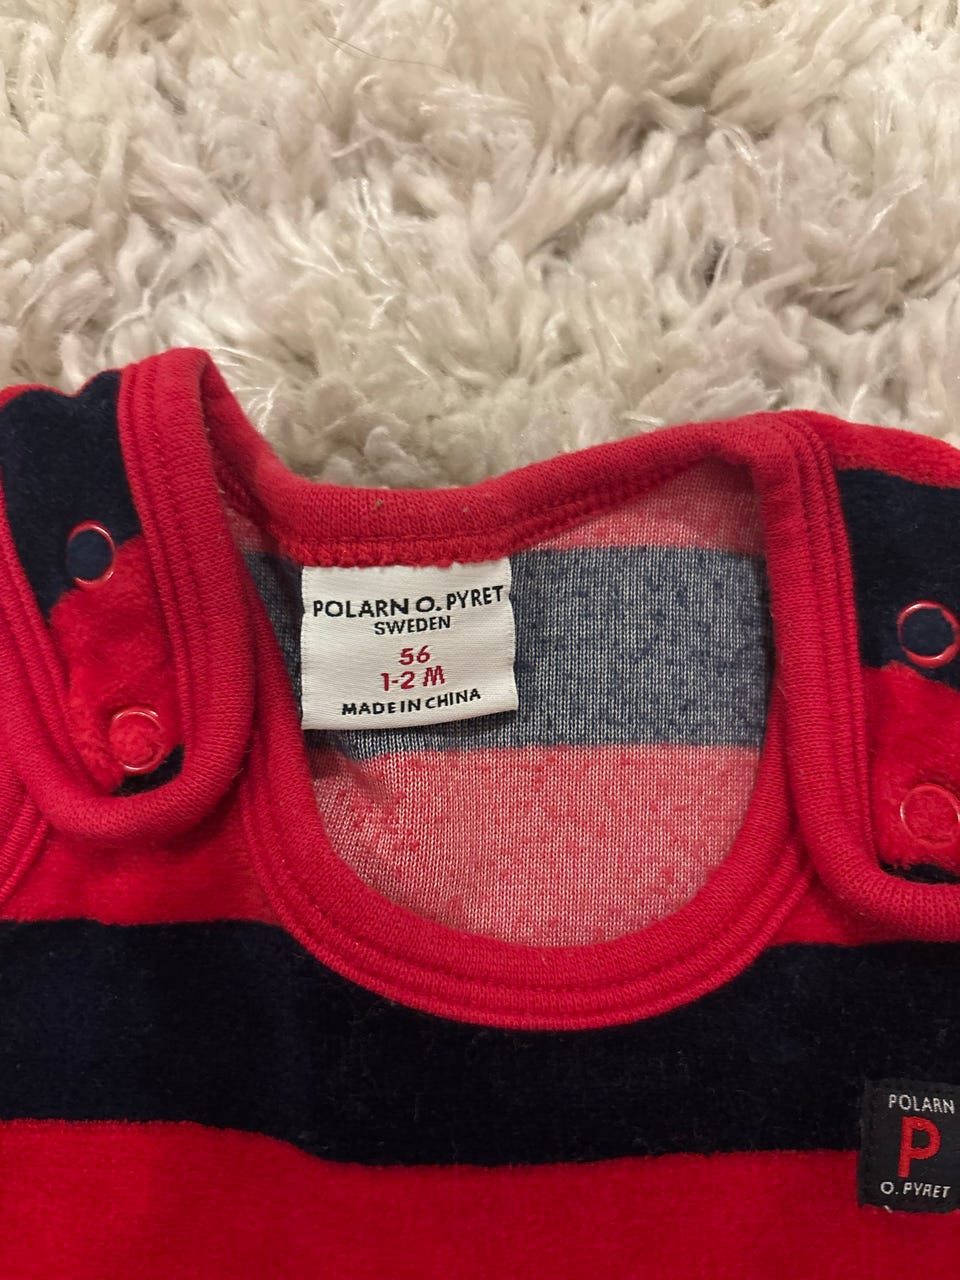 POLARN O. PYRET
SWEDEN
56
1-2 M
MADE IN CHINA
POLARN
P
O. PYRET